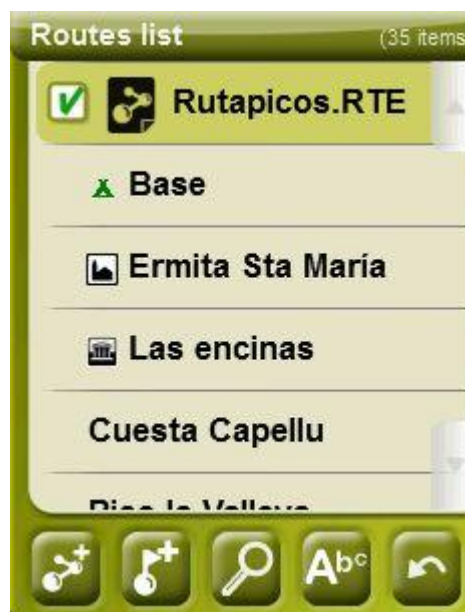 Routes list (35 items
Rutapicos.RTE
Base
Ermita Sta María
Las encinas
Cuesta Capellu
Abc